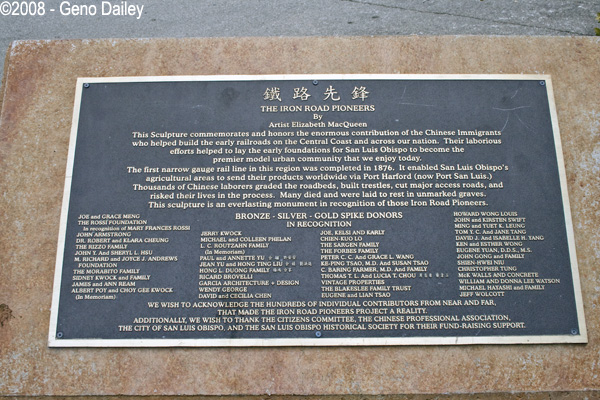 ©2008 - Geno Dailey
鐵路先鋒
THE IRON ROAD PIONEERS
By
Artist Elizabeth MacQueen
This Sculpture commemorates and honors the enormous contribution of the Chinese Immigrants
who helped build the early railroads on the Central Coast and across our nation. Their laborious
efforts helped to lay the early foundations for San Luis Obispo to become the
premier model urban community that we enjoy today.
The first narrow gauge rail line in this region was completed in 1876. It enabled San Luis Obispo's
agricultural areas to send their products worldwide via Port Harford (now Port San Luis.)
Thousands of Chinese laborers graded the roadbeds, built trestles, cut major access roads, and
risked their lives in the process. Many died and were laid to rest in unmarked graves.
This sculpture is an everlasting monument in recognition of those Iron Road Pioneers.
BRONZE - SILVER - GOLD SPIKE DONORS
IN RECOGNITION
JOE and GRACE MENG
THE ROSSI FOUNDATION
In recognition of MARY FRANCES ROSSI
JOHN ARMSTRONG
DR. ROBERT and KLARA CHEUNG
THE RIZZO FAMILY
JOHN Y. and SHERYL L. HSU
M. RICHARD and JOYCE J. ANDREWS
FOUNDATION
THE MORABITO FAMILY
SIDNEY KWOCK and FAMILY
JAMES and ANN REAM
ALBERT POY and CHOY GEE KWOCK
(In Memoriam)
JERRY KWOCK
MICHAEL and COLLEEN PHELAN
L. C. ROUTZAHN FAMILY
(In Memoriam)
PAUL and ANNETTE YU
JEAN YU and HONG TING LIU
HONG L. DUONG FAMILY
RICARD BROVELLI
GARCIA ARCHITECTURE + DESIGN
WENDY GEORGE
DAVID and CECILIA CHEN
JOE, KELSI and KARLY
CHIEN-KUO LO
THE GARGEN FAMILY
THE FORSBIE FAMILY
PETER C. C. and GRACE L. WANG
KE-PING TSAO, M.D. AND SUSAN TSAO
C. BARING FARMER, M.D. and FAMILY
THOMAS T. L. and LUCIA Y. CHOU
VINTAGE PROPERTIES
THE BLAKESLEE FAMILY TRUST
EUGENE and LIAN TSAO
HOWARD WONG LOUIS
JOHN and KIRSTEN SWIFT
MING and YUET K. LEUNG
TOM Y. C. and JANE TANG
DAVID J. and ISABELLE H. YANG
KEN and ESTHER WONG
EUGENE YUAN, D.D.S., M.S.
JOHN GONG and FAMILY
SHIEN-HWEI NIU
CHRISTOPHER TUNG
McK WALLS and CONCRETE
WILLIAM and DONNA LEE WATSON
MICHAEL HAYASHI and FAMILY
JEFF WOLCOTT
WE WISH TO ACKNOWLEDGE THE HUNDREDS OF INDIVIDUAL CONTRIBUTORS FROM NEAR AND FAR,
THAT MADE THE IRON ROAD PIONEERS PROJECT A REALITY.
ADDITIONALLY, WE WISH TO THANK THE CITIZENS COMMITTEE, THE CHINESE PROFESSIONAL ASSOCIATION,
THE CITY OF SAN LUIS OBISPO, AND THE SAN LUIS OBISPO HISTORICAL SOCIETY FOR THEIR FUND-RAISING SUPPORT.